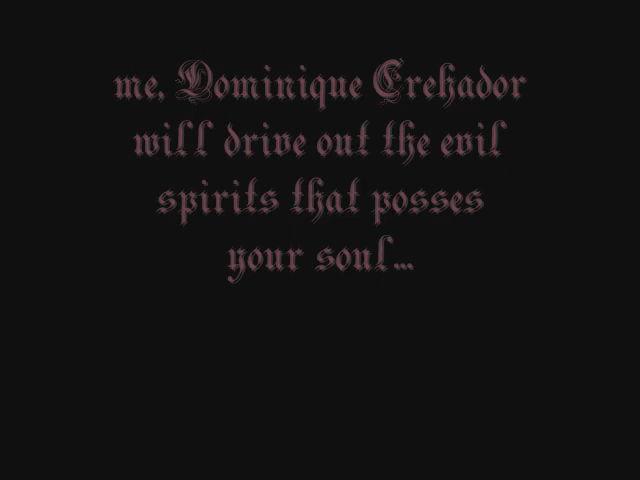 me, Dominique Crehador
will drive out the evil
spirits that posses
your soul...